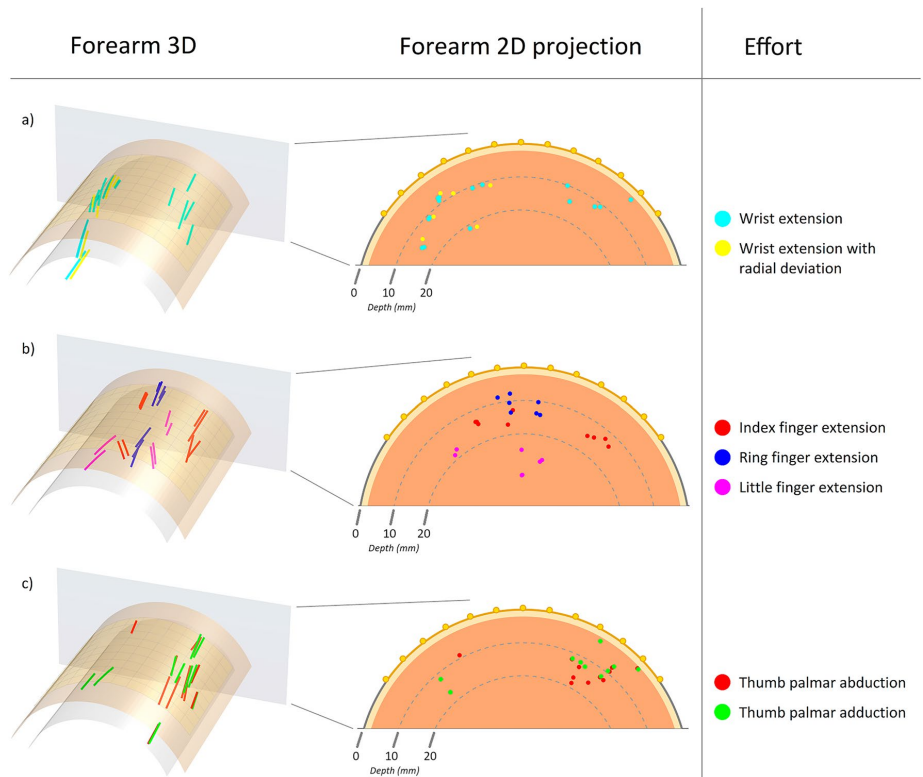 Forearm 3D
Forearm 2D projection
Effort
a)
0
10
20
Depth (mm)
Wrist extension
Wrist extension with
radial deviation
b)
0
10
20
Depth (mm)
Index finger extension
Ring finger extension
Little finger extension
c)
0
10
20
Depth (mm)
Thumb palmar abduction
Thumb palmar adduction